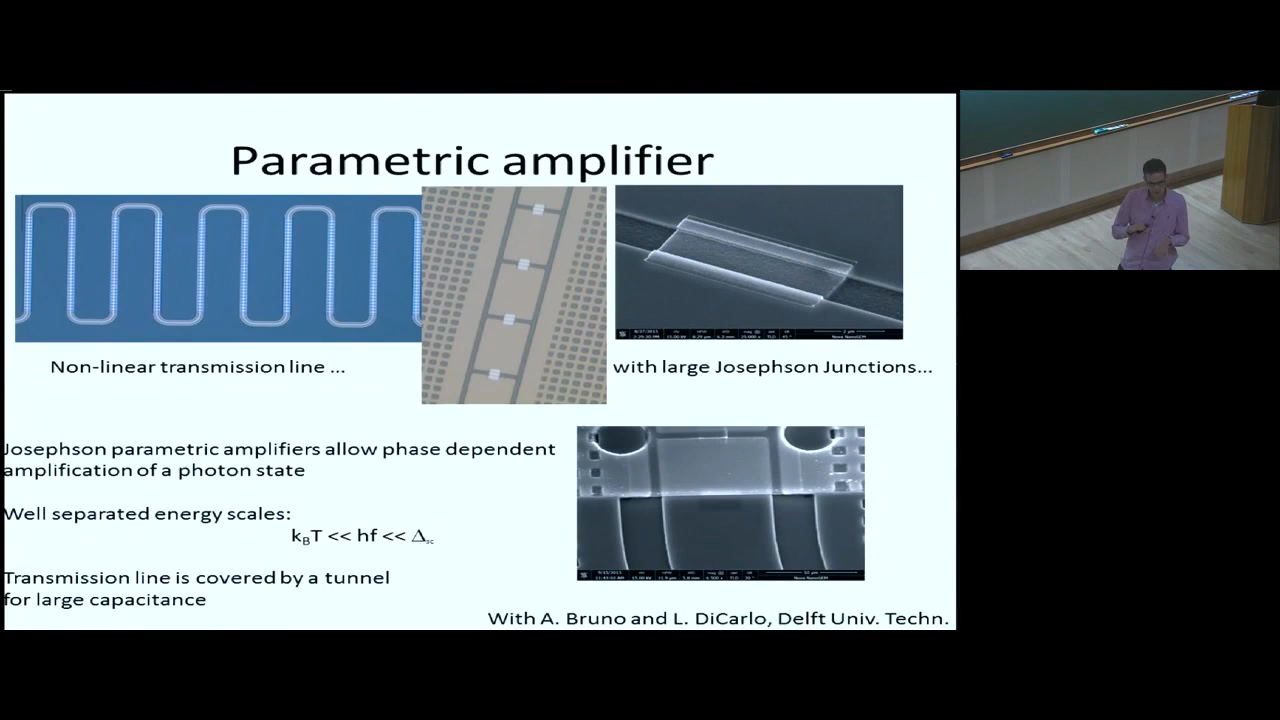 Parametric amplifier
Non-linear transmission line ...
with large Josephson Junctions...
Josephson parametric amplifiers allow phase dependent
amplification of a photon state
Well separated energy scales:
k_BT << hf << Δ_sc
Transmission line is covered by a tunnel
for large capacitance
With A. Bruno and L. DiCarlo, Delft Univ. Techn.